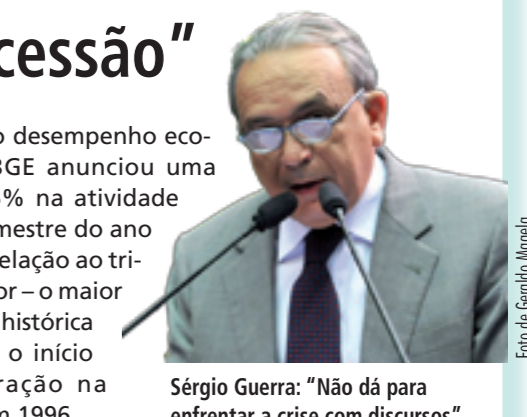 cessão”
o desempenho eco-
BGE anunciou uma
% na atividade
mestre do ano
elação ao tri-
or – o maior
histórica
o início
ração na
m 1996
Sérgio Guerra: “Não dá para
enfrentar a crise com discursos”
Foto de Geraldo Magela